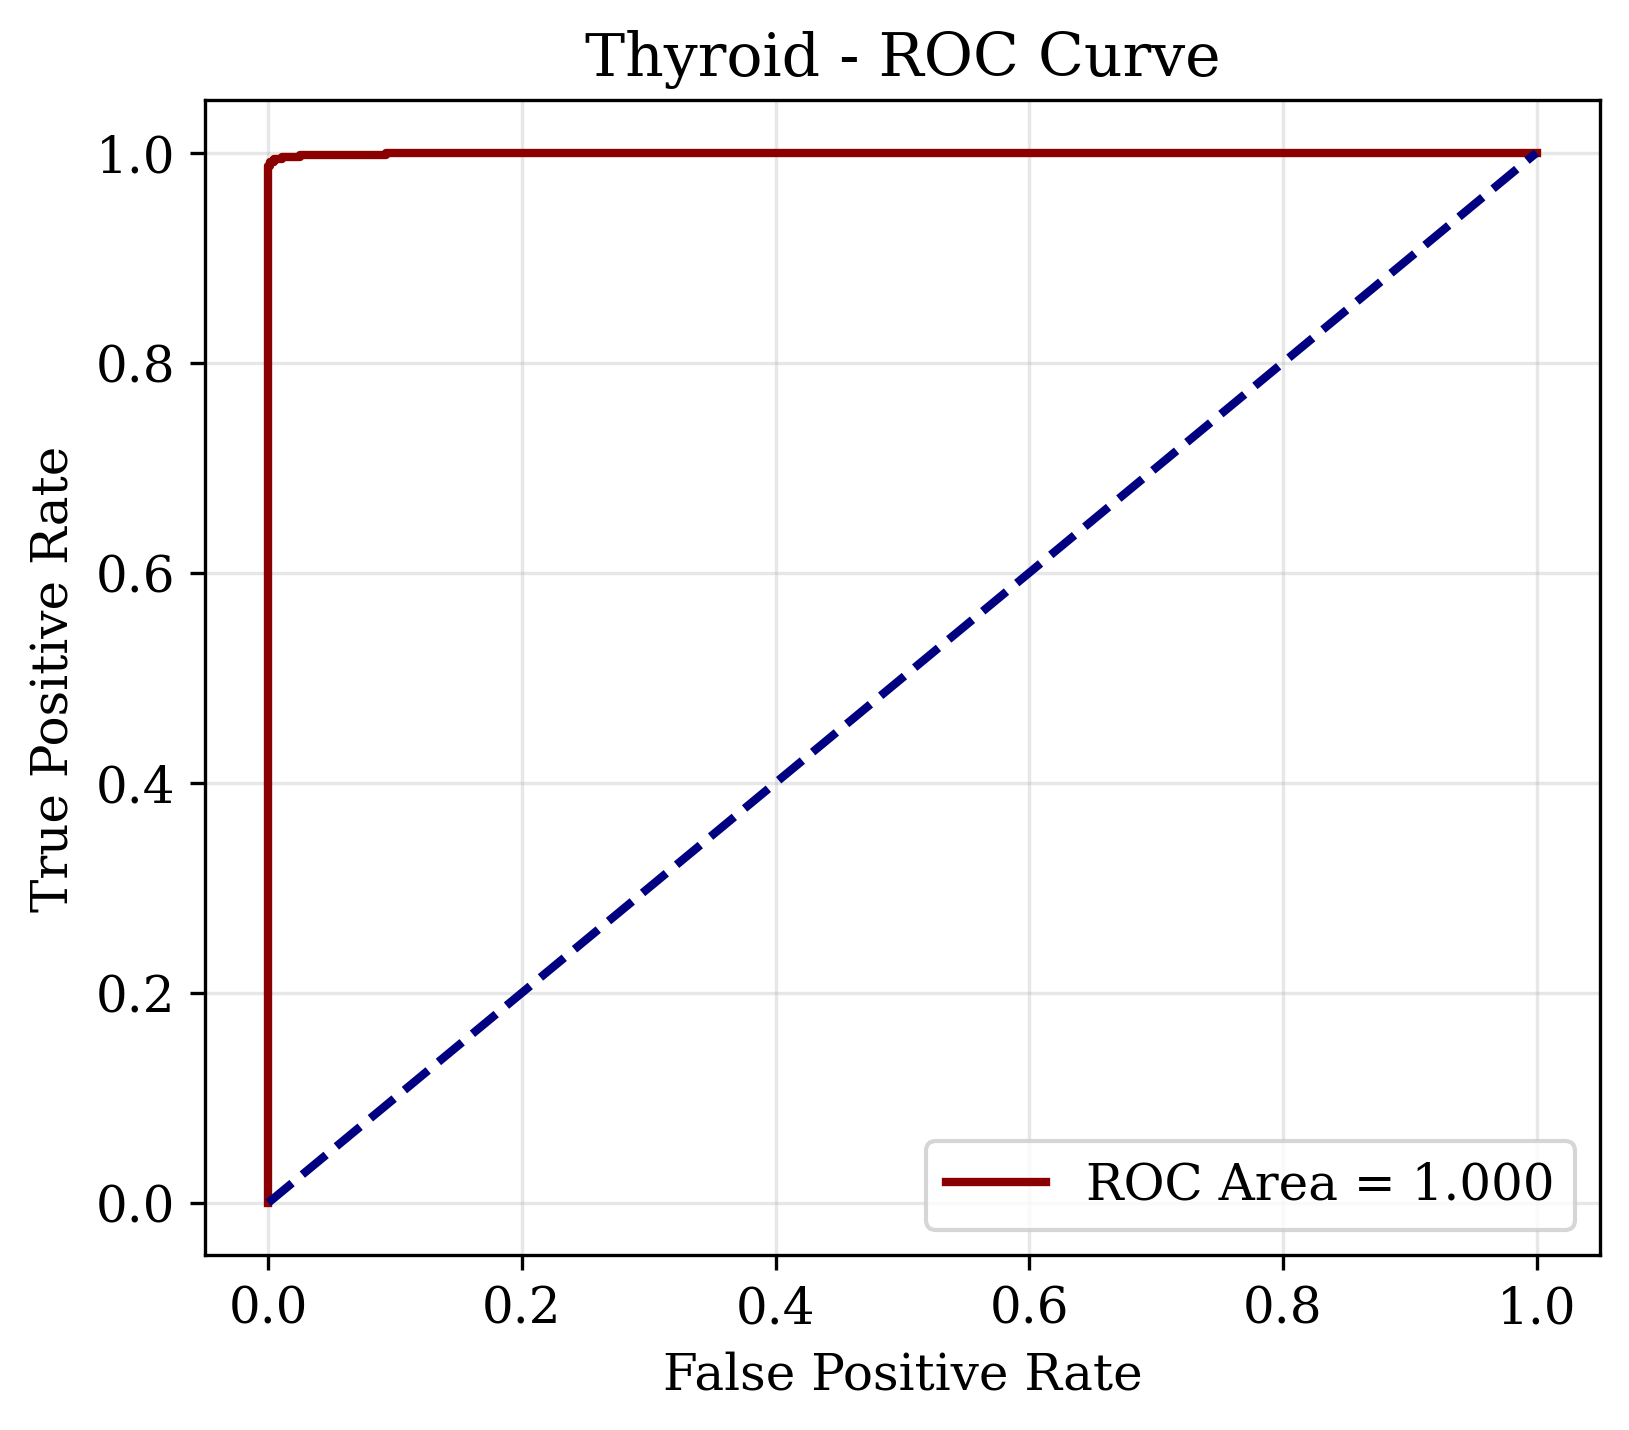 Thyroid - ROC Curve
True Positive Rate
1.0
0.8
0.6
0.4
0.2
0.0
ROC Area = 1.000
0.0 0.2 0.4 0.6 0.8 1.0
False Positive Rate